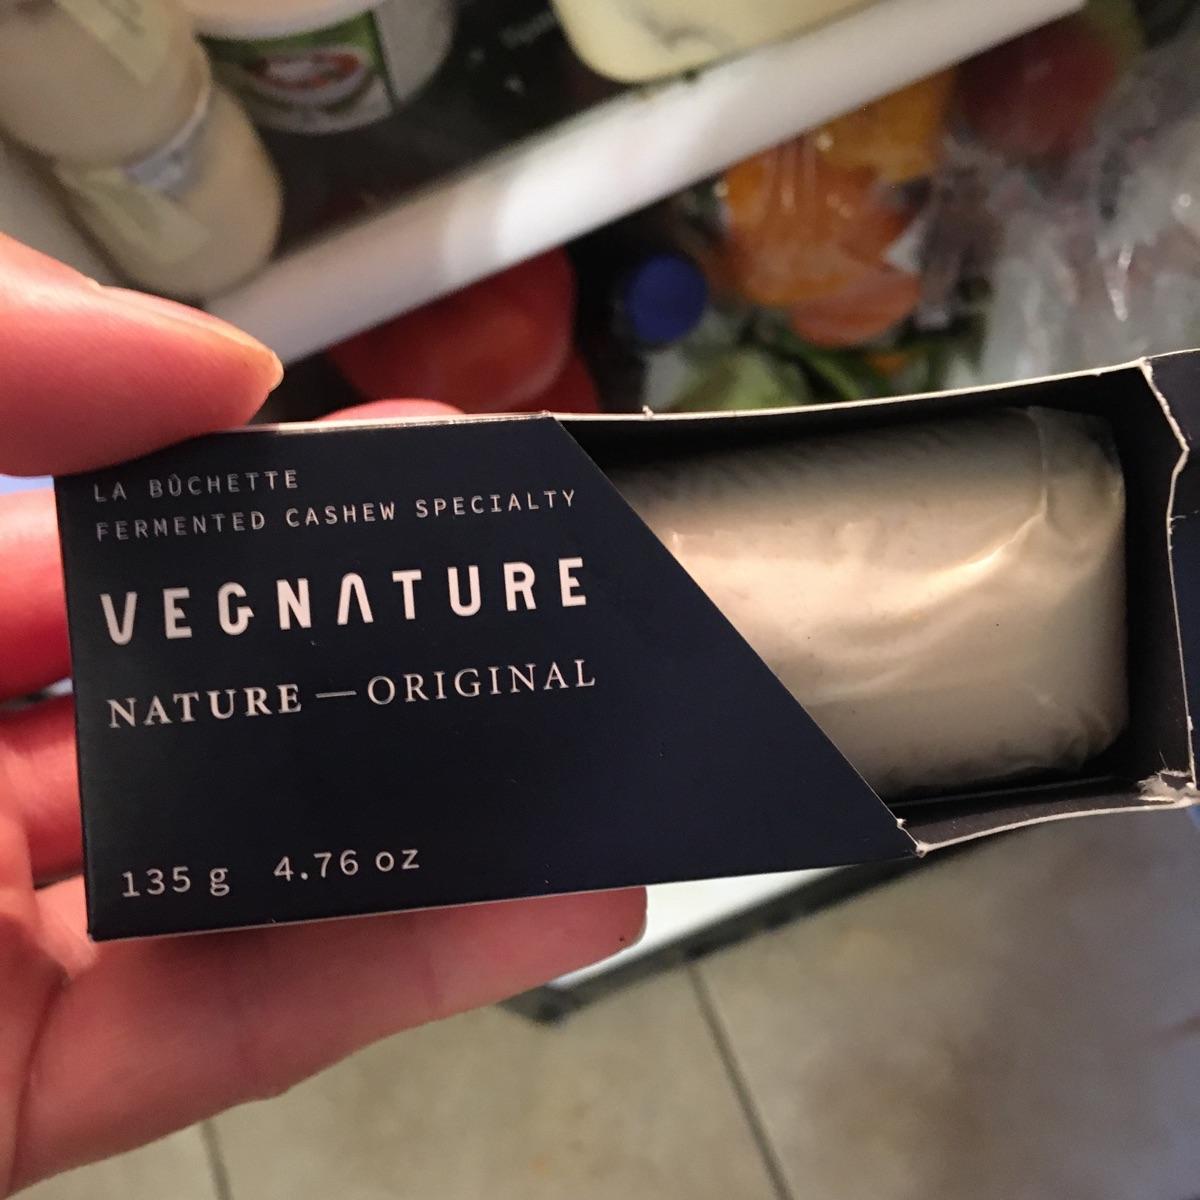 LA BÛCHETTE
FERMENTED CASHEW SPECIALTY
VEGNATURE
NATURE — ORIGINAL
135 g 4.76 oz